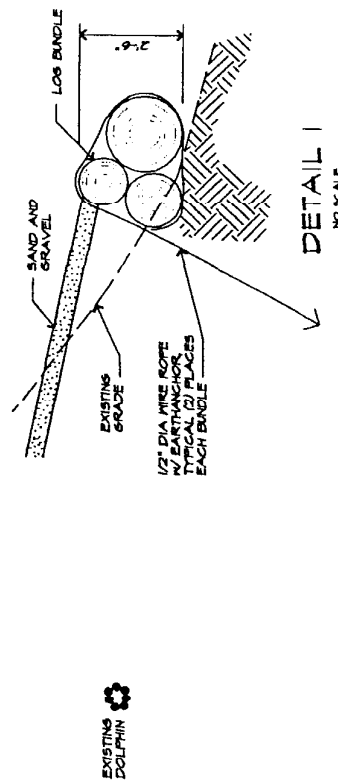 2'-6"
LOG BUNDLE
SAND AND
GRAVEL
EXISTING
GRADE
1/2" DIA WIRE ROPE
W/ EARTHANCHOR,
TYPICAL (2) PLACES
EACH BUNDLE
DETAIL 1
NO SCALE
EXISTING
DOLPHIN